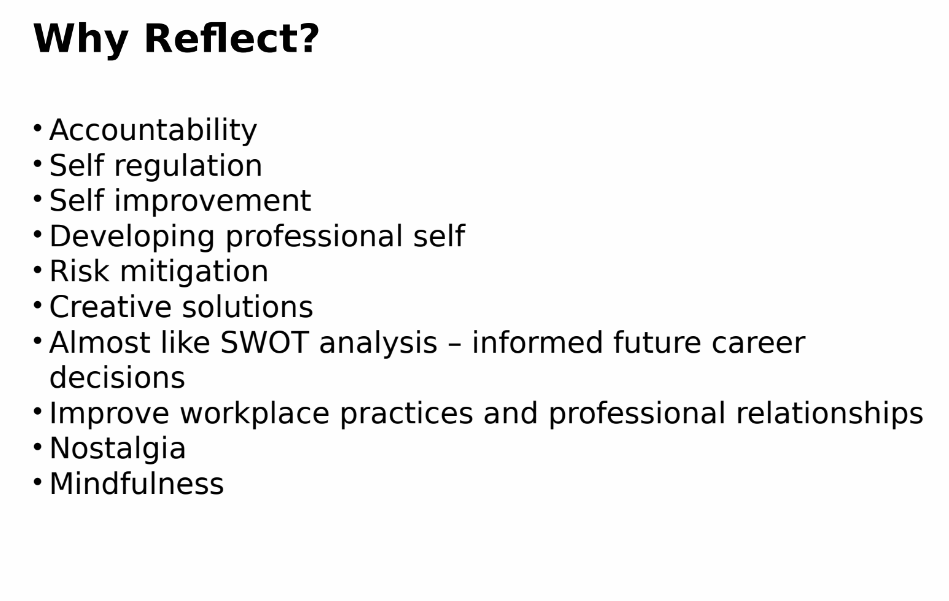 Why Reflect?
• Accountability
• Self regulation
• Self improvement
• Developing professional self
• Risk mitigation
• Creative solutions
• Almost like SWOT analysis – informed future career
decisions
• Improve workplace practices and professional relationships
• Nostalgia
• Mindfulness